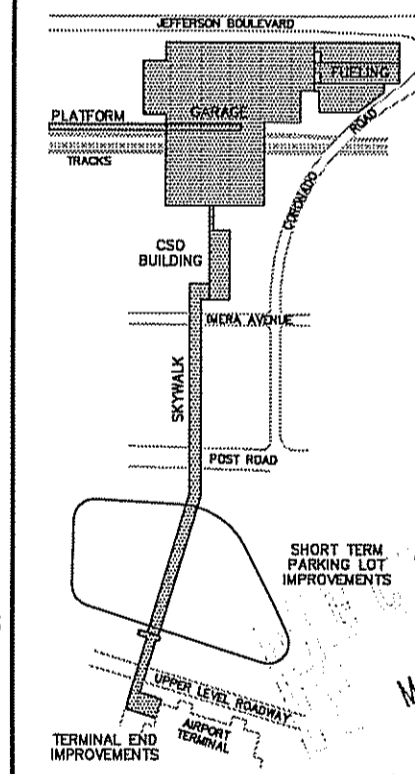 JEFFERSON BOULEVARD
FUELING
PLATFORM
GARAGE
TRACKS
CORONADO ROAD
CSD
BUILDING
IMERA AVENUE
SKYWALK
POST ROAD
SHORT TERM
PARKING LOT
IMPROVEMENTS
UPPER LEVEL ROADWAY
AIRPORT
TERMINAL
TERMINAL END
IMPROVEMENTS